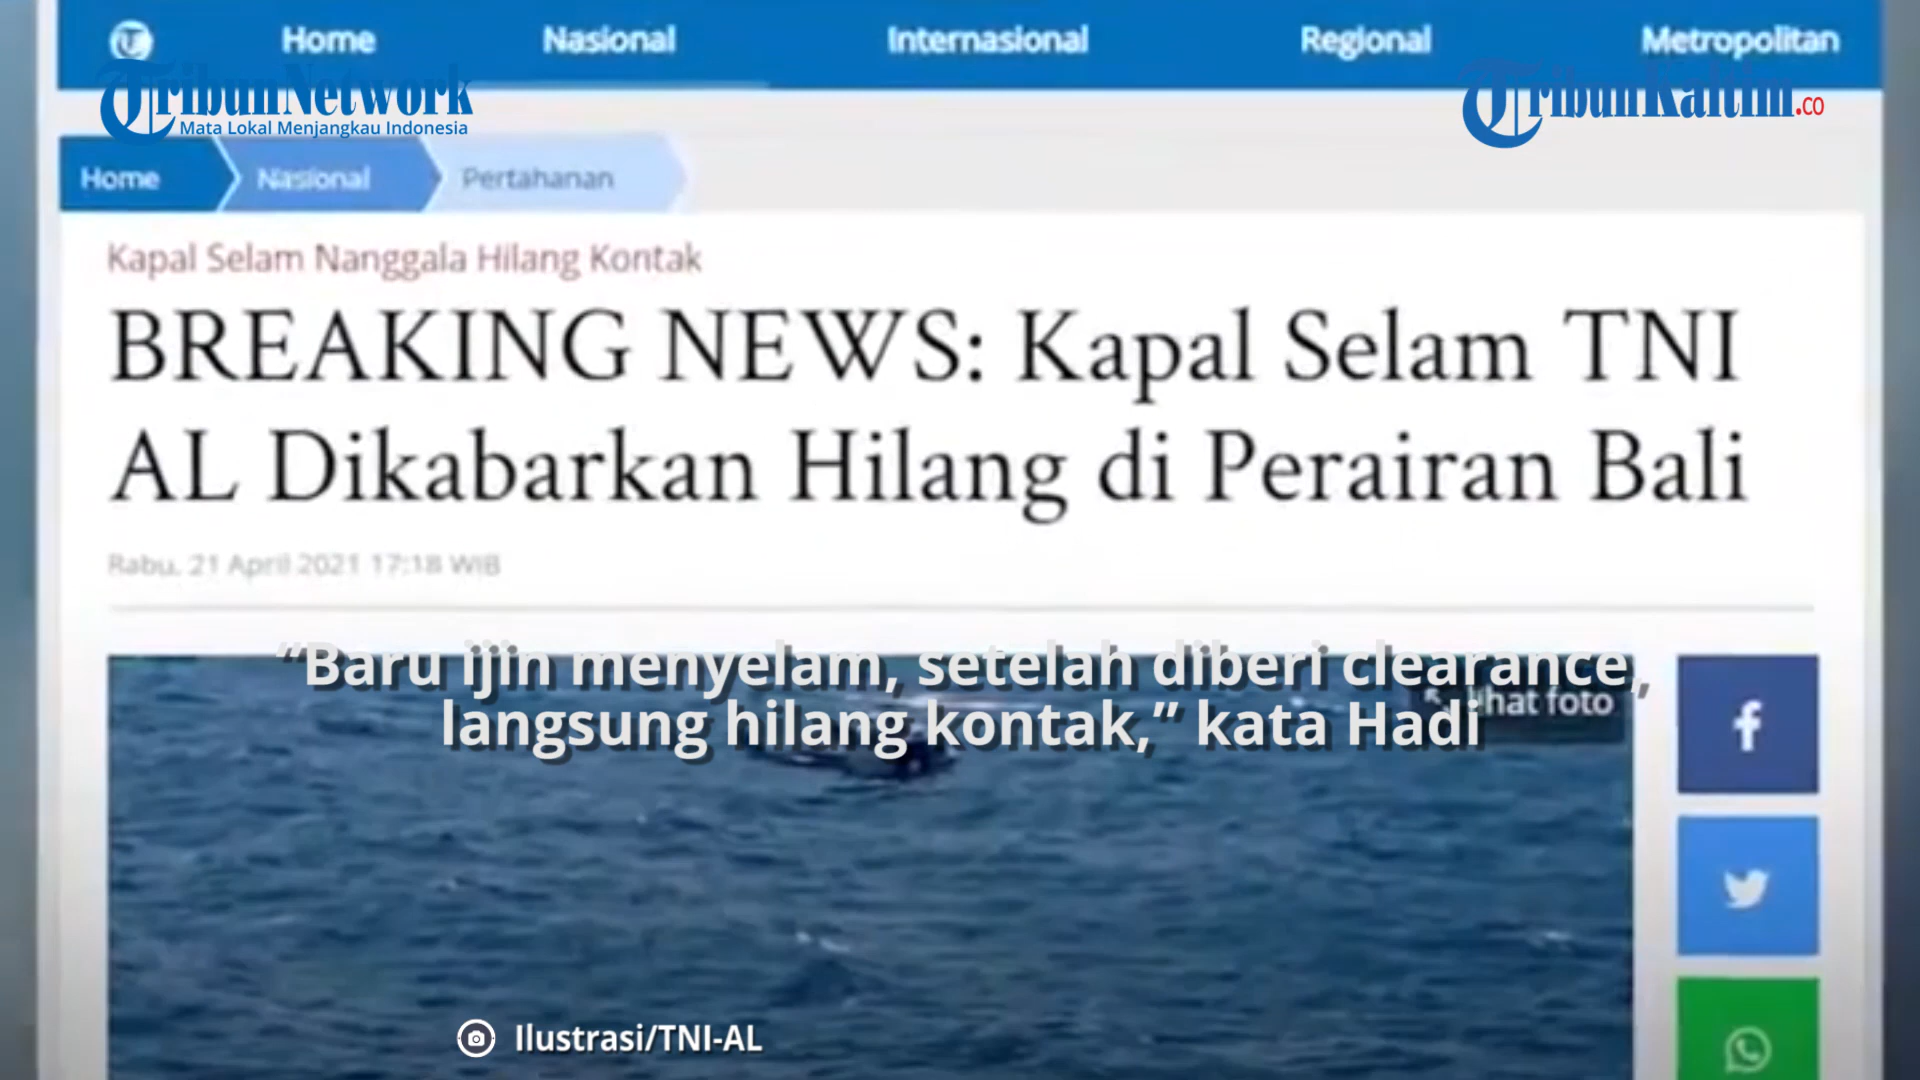 Home Nasional Internasional Regional Metropolitan
TribunNetwork
Mata Lokal Menjangkau Indonesia
TribunKaltim.co
Home Nasional Pertahanan
Kapal Selam Nanggala Hilang Kontak
BREAKING NEWS: Kapal Selam TNI
AL Dikabarkan Hilang di Perairan Bali
Rabu, 21 April 2021 17:18 WIB
“Baru ijin menyelam, setelah diberi clearance,
lihat foto
langsung hilang kontak,” kata Hadi
Ilustrasi/TNI-AL